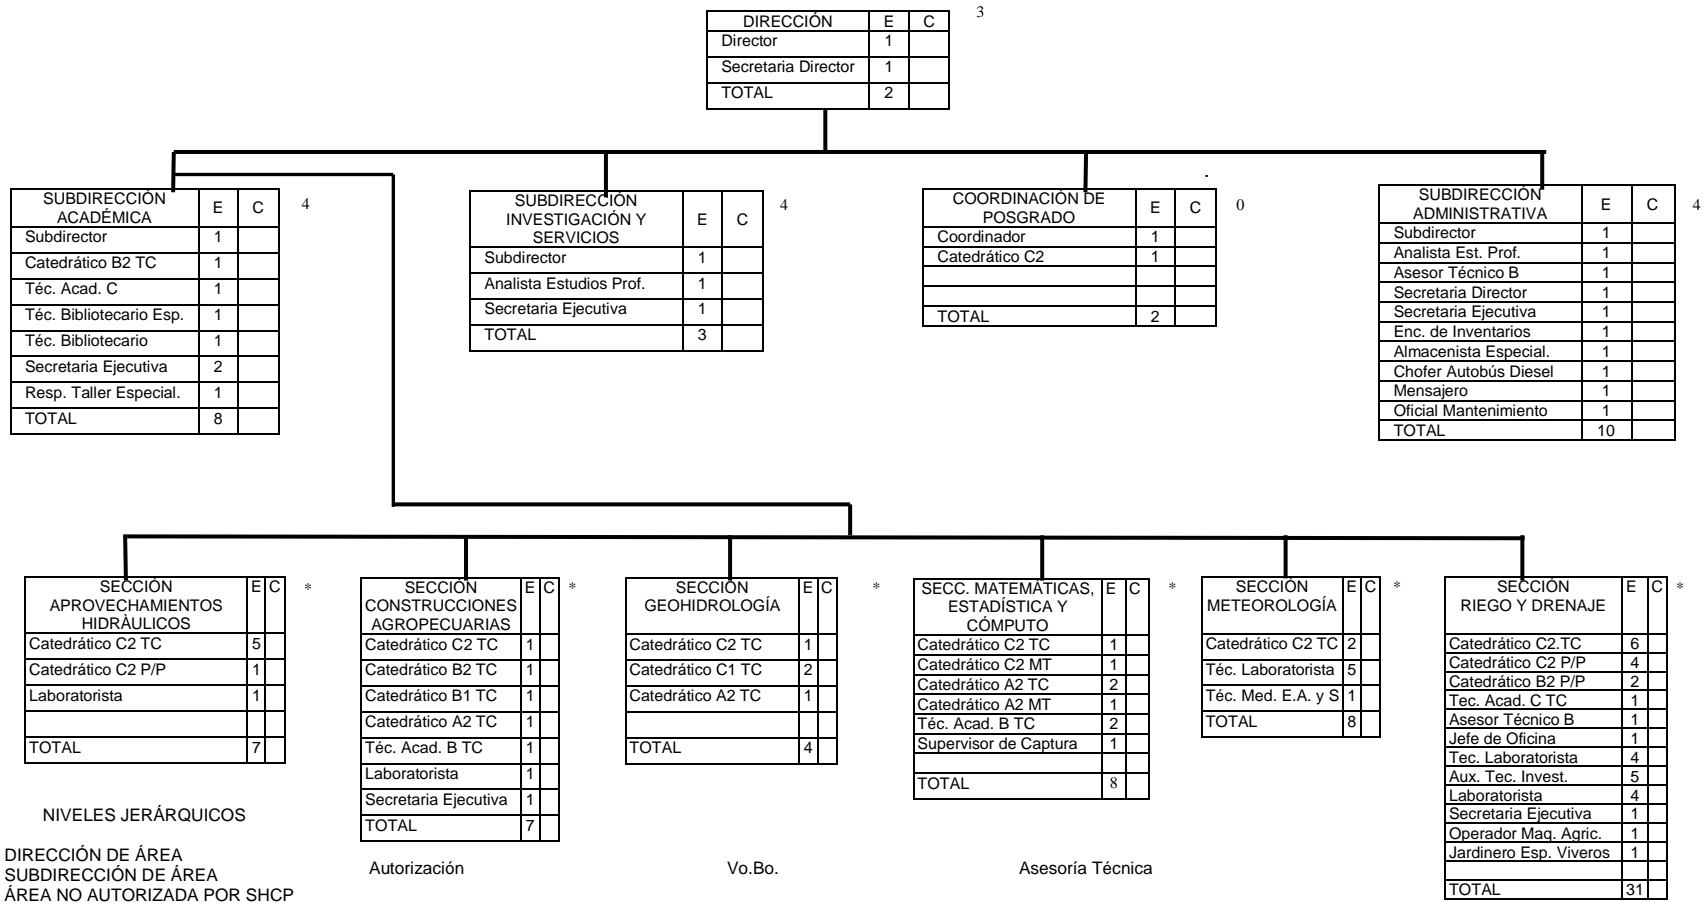 DIRECCIÓN E C 3
Director 1
Secretaria Director 1
TOTAL 2
SUBDIRECCIÓN
ACADÉMICA E C 4
Subdirector 1
Catedrático B2 TC 1
Téc. Acad. C 1
Téc. Bibliotecario Esp. 1
Téc. Bibliotecario 1
Secretaria Ejecutiva 2
Resp. Taller Especial. 1
TOTAL 8
SUBDIRECCIÓN
INVESTIGACIÓN Y
SERVICIOS E C 4
Subdirector 1
Analista Estudios Prof. 1
Secretaria Ejecutiva 1
TOTAL 3
COORDINACIÓN DE
POSGRADO E C 0
Coordinador 1
Catedrático C2 1
TOTAL 2
SUBDIRECCIÓN
ADMINISTRATIVA E C 4
Subdirector 1
Analista Est. Prof. 1
Asesor Técnico B 1
Secretaria Director 1
Secretaria Ejecutiva 1
Enc. de Inventarios 1
Almacenista Especial. 1
Chofer Autobús Diesel 1
Mensajero 1
Oficial Mantenimiento 1
TOTAL 10
SECCIÓN E C *
APROVECHAMIENTOS
HIDRÀULICOS
Catedrático C2 TC 5
Catedrático C2 P/P 1
Laboratorista 1
TOTAL 7
SECCIÓN E C *
CONSTRUCCIONES
AGROPECUARIAS
Catedrático C2 TC 1
Catedrático B2 TC 1
Catedrático B1 TC 1
Catedrático A2 TC 1
Téc. Acad. B TC 1
Laboratorista 1
Secretaria Ejecutiva 1
TOTAL 7
SECCIÓN E C *
GEOHIDROLOGÍA
Catedrático C2 TC 1
Catedrático C1 TC 2
Catedrático A2 TC 1
TOTAL 4
SECC. MATEMÁTICAS, E C *
ESTADÍSTICA Y
CÓMPUTO
Catedrático C2 TC 1
Catedrático C2 MT 1
Catedrático A2 TC 2
Catedrático A2 MT 1
Téc. Acad. B TC 2
Supervisor de Captura 1
TOTAL 8
SECCIÓN E C *
METEOROLOGÍA
Catedrático C2 TC 2
Téc. Laboratorista 5
Téc. Med. E.A. y S 1
TOTAL 8
SECCIÓN E C *
RIEGO Y DRENAJE
Catedrático C2.TC 6
Catedrático C2 P/P 4
Catedrático B2 P/P 2
Tec. Acad. C TC 1
Asesor Técnico B 1
Jefe de Oficina 1
Tec. Laboratorista 4
Aux. Tec. Invest. 5
Laboratorista 4
Secretaria Ejecutiva 1
Operador Maq. Agric. 1
Jardinero Esp. Viveros 1
TOTAL 31
NIVELES JERÁRQUICOS
DIRECCIÓN DE ÁREA
SUBDIRECCIÓN DE ÁREA
ÁREA NO AUTORIZADA POR SHCP
Autorización
Vo.Bo.
Asesoría Técnica